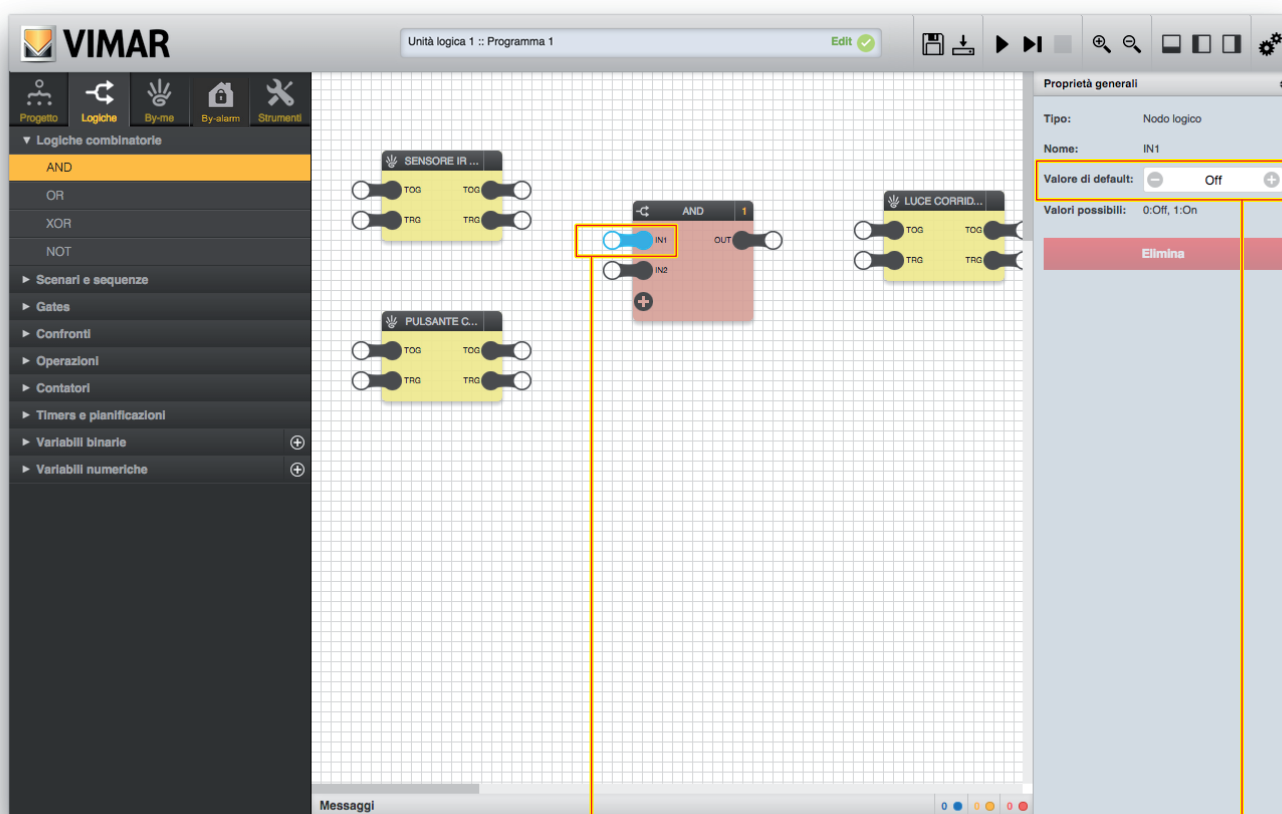 VIMAR
Unità logica 1 :: Programma 1
Edit
Progetto
Logiche
By-me
By-alarm
Strumenti
Logiche combinatorie
AND
OR
XOR
NOT
Scenari e sequenze
Gates
Confronti
Operazioni
Contatori
Timers e planificazioni
Variabili binarie
Variabili numeriche
SENSORE IR ...
TOG TOG
TRG TRG
PULSANTE C...
TOG TOG
TRG TRG
AND 1
IN1 OUT
IN2
LUCE CORRID...
TOG TOG
TRG TRG
Messaggi
0 0 0
Proprietà generali
Tipo: Nodo logico
Nome: IN1
Valore di default: Off
Valori possibili: 0:Off, 1:On
Elimina